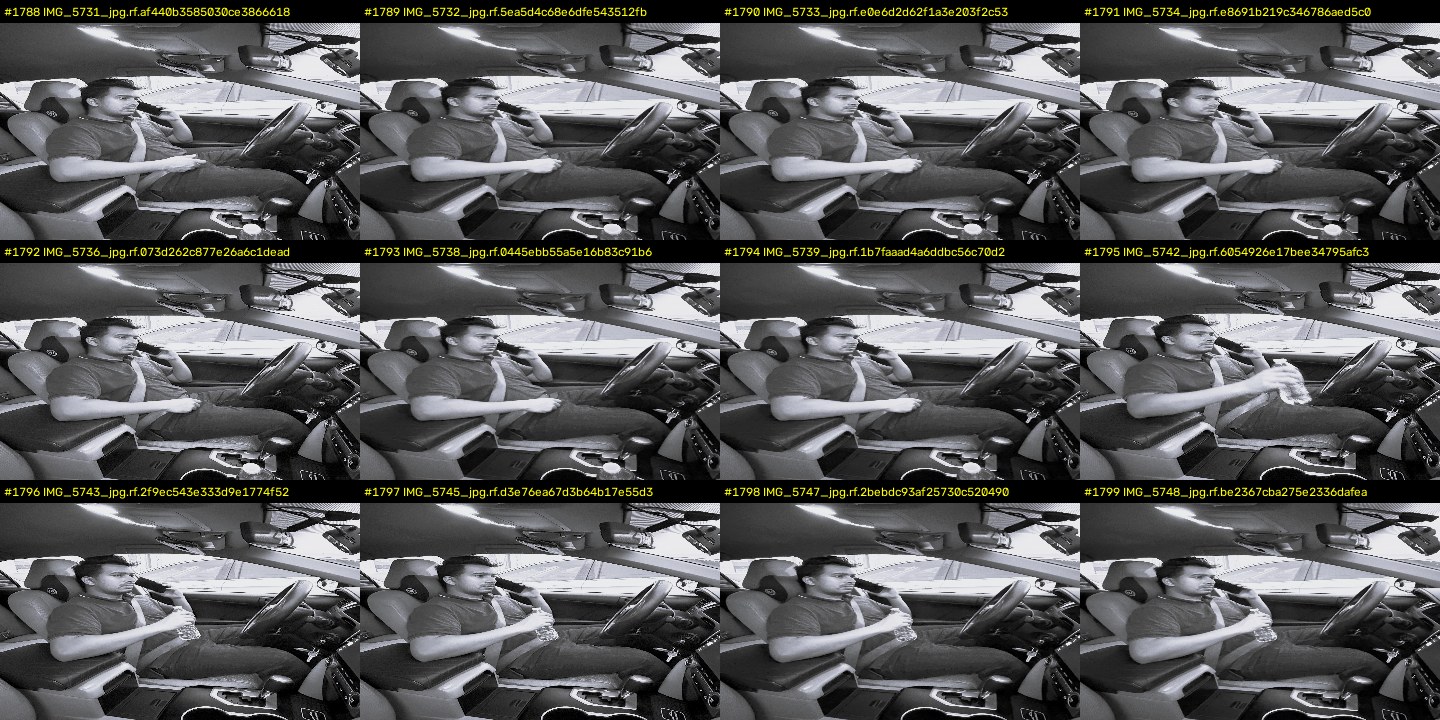 #1788 IMG_5731_jpg.rf.af440b3585030ce3866618
#1789 IMG_5732_jpg.rf.5ea5d4c68e6dfe543512fb
#1790 IMG_5733_jpg.rf.e0e6d2d62f1a3e203f2c53
#1791 IMG_5734_jpg.rf.e8691b219c346786aed5c0
#1792 IMG_5736_jpg.rf.073d262c877e26a6c1dead
#1793 IMG_5738_jpg.rf.0445ebb55a5e16b83c91b6
#1794 IMG_5739_jpg.rf.1b7faaad4a6ddbc56c70d2
#1795 IMG_5742_jpg.rf.6054926e17bee34795afc3
#1796 IMG_5743_jpg.rf.2f9ec543e333d9e1774f52
#1797 IMG_5745_jpg.rf.d3e76ea67d3b64b17e55d3
#1798 IMG_5747_jpg.rf.2bebdc93af25730c520490
#1799 IMG_5748_jpg.rf.be2367cba275e2336dafea